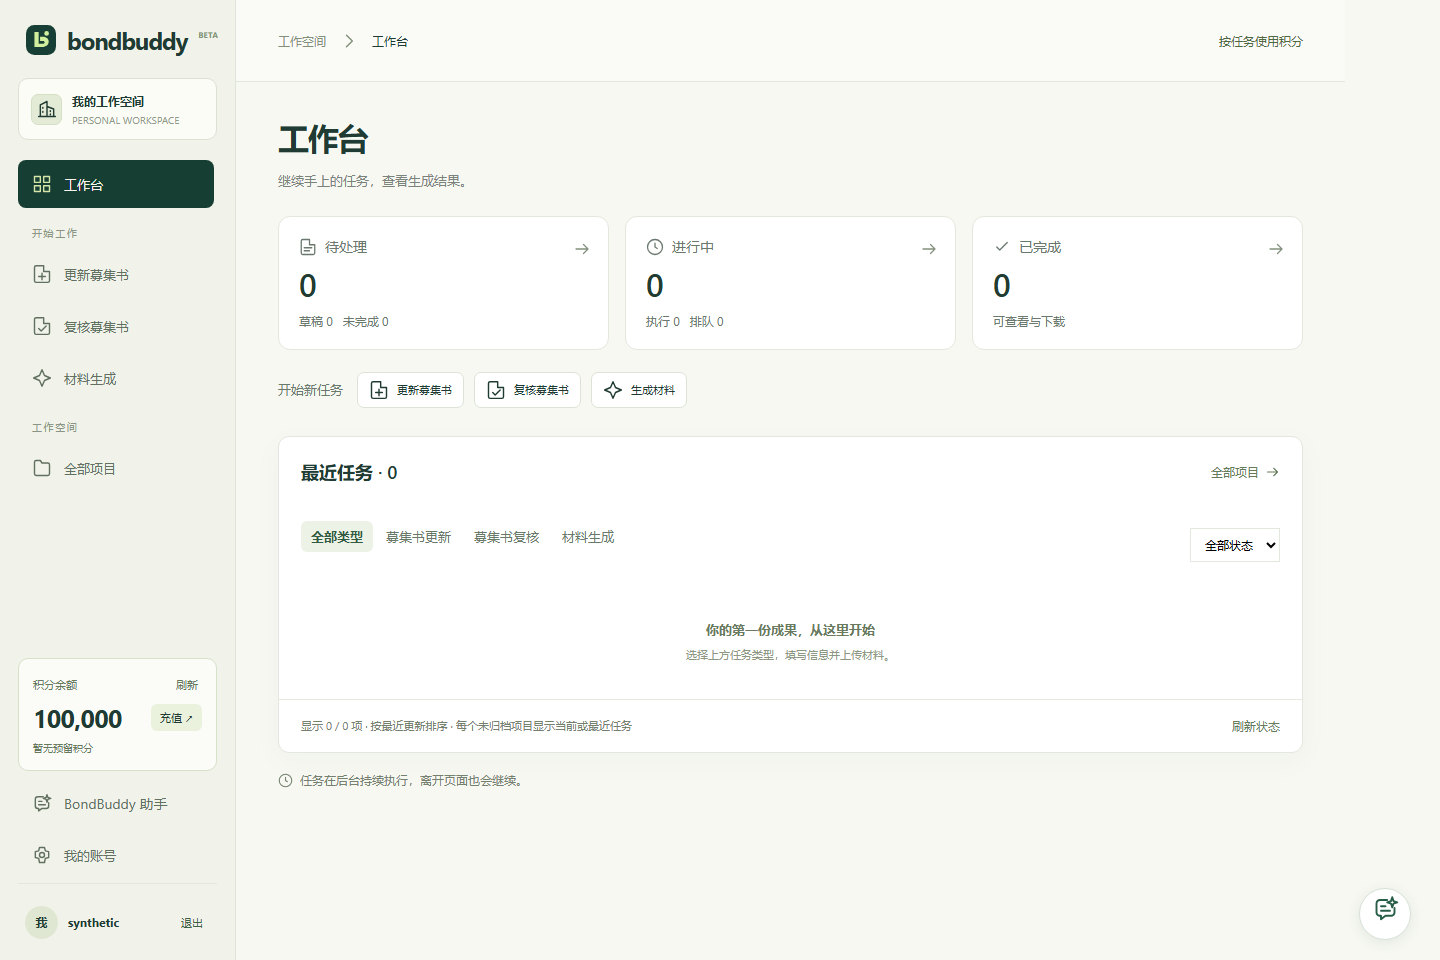 bondbuddy BETA
我的工作空间
PERSONAL WORKSPACE
工作台
开始工作
更新募集书
复核募集书
材料生成
工作空间
全部项目
积分余额 刷新
100,000 充值 ↗
暂无预留积分
BondBuddy 助手
我的账号
我 synthetic 退出
工作空间 > 工作台 按任务使用积分
工作台
继续手上的任务，查看生成结果。
待处理 →
0
草稿 0 未完成 0
进行中 →
0
执行 0 排队 0
已完成 →
0
可查看与下载
开始新任务 更新募集书 复核募集书 生成材料
最近任务 · 0 全部项目 →
全部类型 募集书更新 募集书复核 材料生成 全部状态
你的第一份成果，从这里开始
选择上方任务类型，填写信息并上传材料。
显示 0 / 0 项 · 按最近更新排序 · 每个未归档项目显示当前或最近任务 刷新状态
任务在后台持续执行，离开页面也会继续。